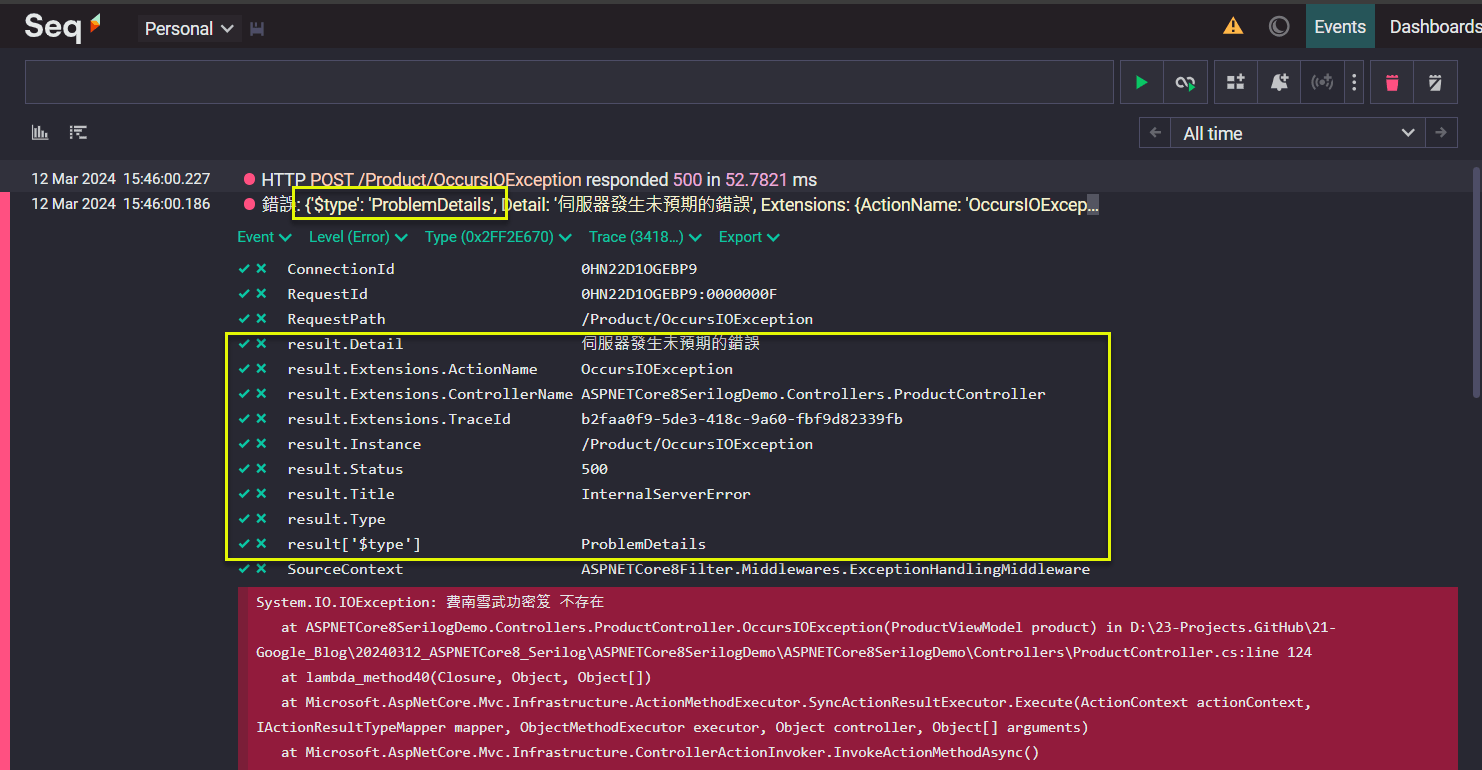 Seq Personal Events Dashboards
All time
12 Mar 2024 15:46:00.227 HTTP POST /Product/OccursIOException responded 500 in 52.7821 ms
12 Mar 2024 15:46:00.186 錯誤: {'$type': 'ProblemDetails', Detail: '伺服器發生未預期的錯誤', Extensions: {ActionName: 'OccursIOExcep…
Event Level (Error) Type (0x2FF2E670) Trace (3418…) Export
ConnectionId 0HN22D1OGEBP9
RequestId 0HN22D1OGEBP9:0000000F
RequestPath /Product/OccursIOException
result.Detail 伺服器發生未預期的錯誤
result.Extensions.ActionName OccursIOException
result.Extensions.ControllerName ASPNETCore8SerilogDemo.Controllers.ProductController
result.Extensions.TraceId b2faa0f9-5de3-418c-9a60-fbf9d82339fb
result.Instance /Product/OccursIOException
result.Status 500
result.Title InternalServerError
result.Type
result['$type'] ProblemDetails
SourceContext ASPNETCore8Filter.Middlewares.ExceptionHandlingMiddleware
System.IO.IOException: 費南雪武功密笈 不存在
at ASPNETCore8SerilogDemo.Controllers.ProductController.OccursIOException(ProductViewModel product) in D:\23-Projects.GitHub\21-
Google_Blog\20240312_ASPNETCore8_Serilog\ASPNETCore8SerilogDemo\ASPNETCore8SerilogDemo\Controllers\ProductController.cs:line 124
at lambda_method40(Closure, Object, Object[])
at Microsoft.AspNetCore.Mvc.Infrastructure.ActionMethodExecutor.SyncActionResultExecutor.Execute(ActionContext actionContext,
IActionResultTypeMapper mapper, ObjectMethodExecutor executor, Object controller, Object[] arguments)
at Microsoft.AspNetCore.Mvc.Infrastructure.ControllerActionInvoker.InvokeActionMethodAsync()